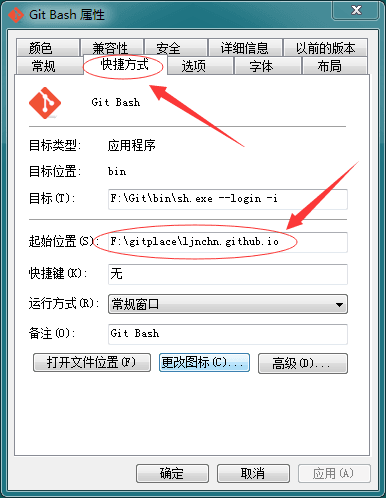 Git Bash 属性
颜色 兼容性 安全 详细信息 以前的版本
常规 快捷方式 选项 字体 布局
Git Bash
目标类型: 应用程序
目标位置: bin
目标(T): F:\Git\bin\sh.exe --login -i
起始位置(S): F:\gitplace\ljnchn.github.io
快捷键(K): 无
运行方式(R): 常规窗口
备注(O): Git Bash
打开文件位置(F) 更改图标(C)... 高级(D)...
确定 取消 应用(A)